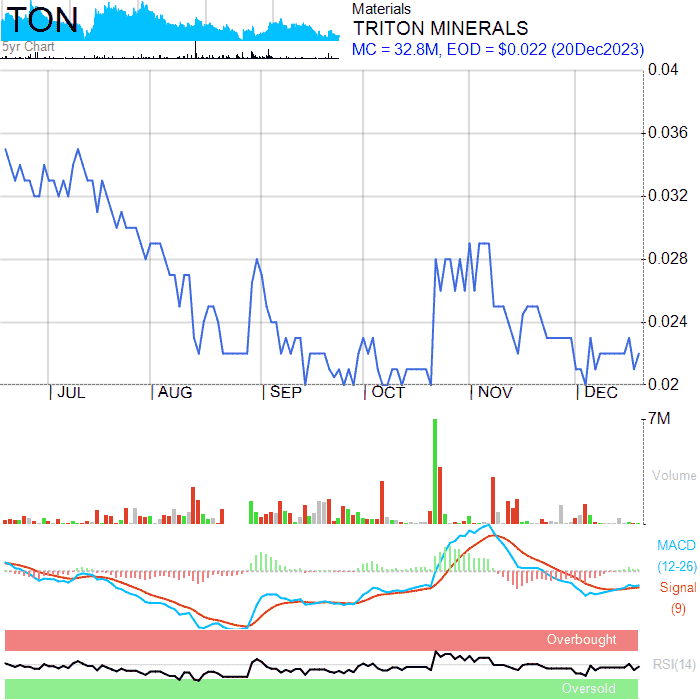 TON
5yr Chart
Materials
TRITON MINERALS
MC = 32.8M, EOD = $0.022 (20Dec2023)
0.04
0.036
0.032
0.028
0.024
0.02
JUL AUG SEP OCT NOV DEC
7M
Volume
MACD
(12-26)
Signal
(9)
Overbought
RSI(14)
Oversold